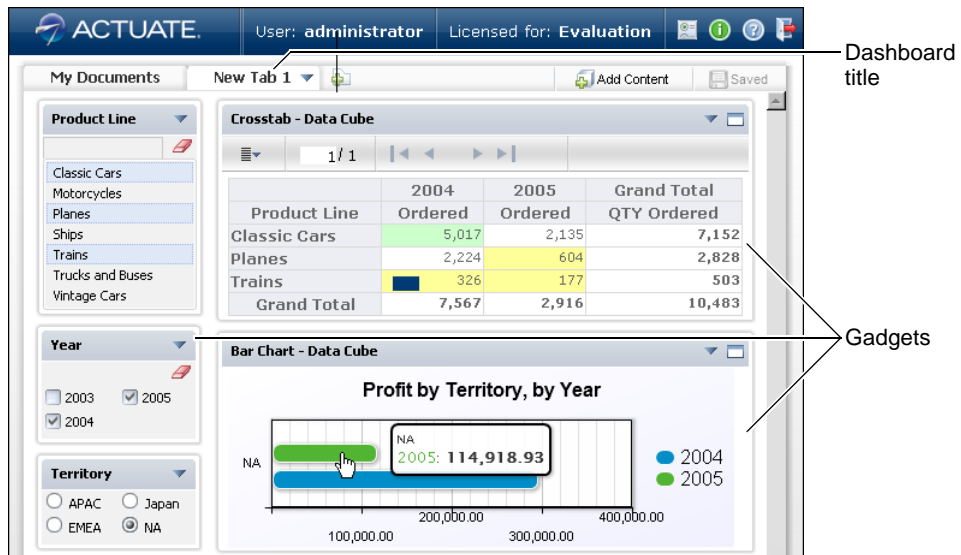 ACTUATE. User: administrator Licensed for: Evaluation
Dashboard title
My Documents New Tab 1 Add Content Saved
Product Line
Classic Cars
Motorcycles
Planes
Ships
Trains
Trucks and Buses
Vintage Cars
Crosstab - Data Cube
1/ 1
2004 2005 Grand Total
Product Line Ordered Ordered QTY Ordered
Classic Cars 5,017 2,135 7,152
Planes 2,224 604 2,828
Trains 326 177 503
Grand Total 7,567 2,916 10,483
Gadgets
Year
2003 2005
2004
Bar Chart - Data Cube
Profit by Territory, by Year
NA
NA
2005: 114,918.93
2004
2005
200,000.00 400,000.00
100,000.00 300,000.00
Territory
APAC Japan
EMEA NA